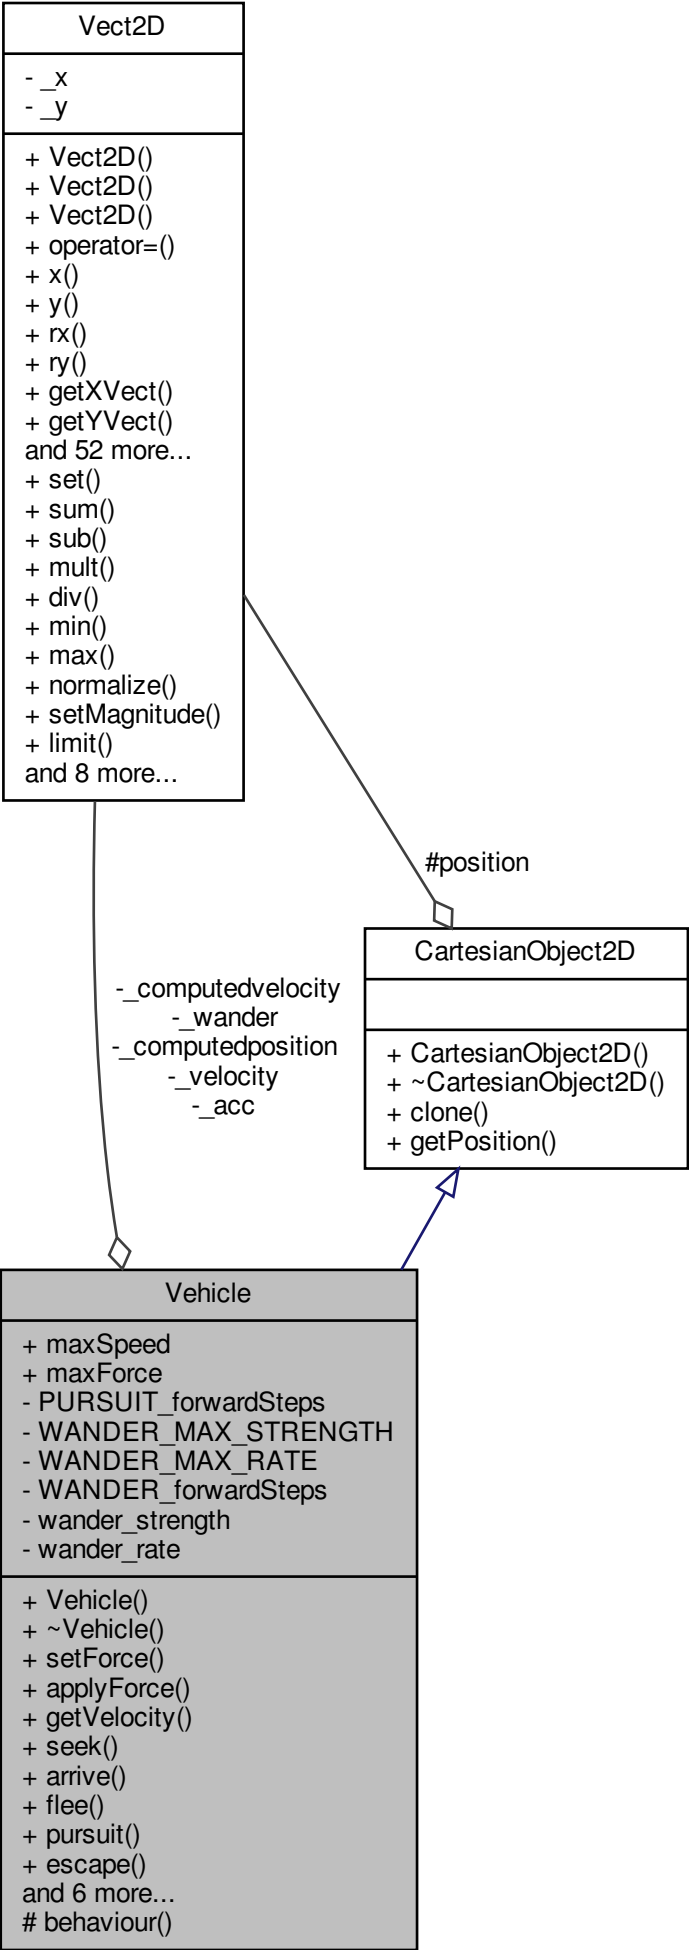 Vect2D
- _x
- _y
+ Vect2D()
+ Vect2D()
+ Vect2D()
+ operator=()
+ x()
+ y()
+ rx()
+ ry()
+ getXVect()
+ getYVect()
and 52 more...
+ set()
+ sum()
+ sub()
+ mult()
+ div()
+ min()
+ max()
+ normalize()
+ setMagnitude()
+ limit()
and 8 more...
#position
CartesianObject2D
+ CartesianObject2D()
+ ~CartesianObject2D()
+ clone()
+ getPosition()
-_computedvelocity
-_wander
-_computedposition
-_velocity
-_acc
Vehicle
+ maxSpeed
+ maxForce
- PURSUIT_forwardSteps
- WANDER_MAX_STRENGTH
- WANDER_MAX_RATE
- WANDER_forwardSteps
- wander_strength
- wander_rate
+ Vehicle()
+ ~Vehicle()
+ setForce()
+ applyForce()
+ getVelocity()
+ seek()
+ arrive()
+ flee()
+ pursuit()
+ escape()
and 6 more...
# behaviour()